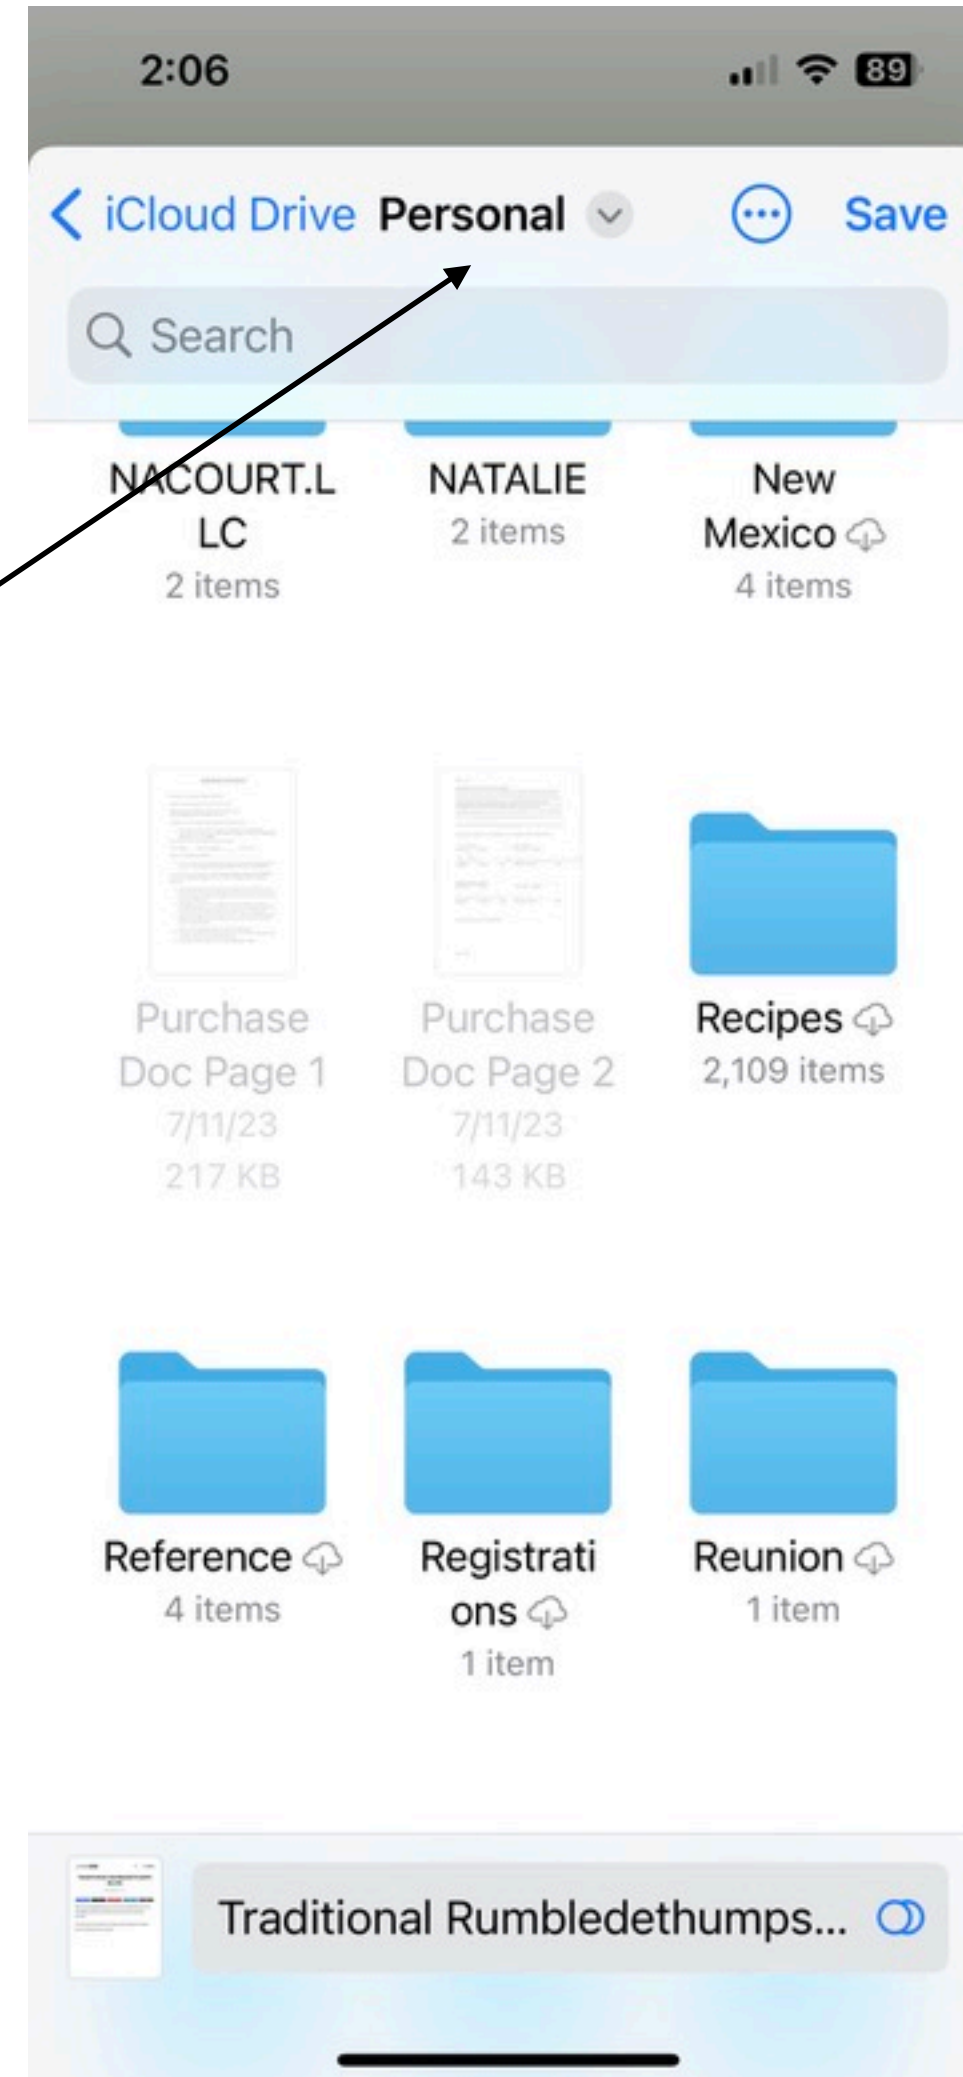 2:06 89
iCloud Drive Personal Save
Search
NACOURT.L NATALIE New
LC 2 items Mexico
2 items 4 items
Purchase Purchase Recipes
Doc Page 1 Doc Page 2 2,109 items
7/11/23 7/11/23
217 KB 143 KB
Reference Registrati Reunion
4 items ons 1 item
1 item
Traditional Rumbledethumps...